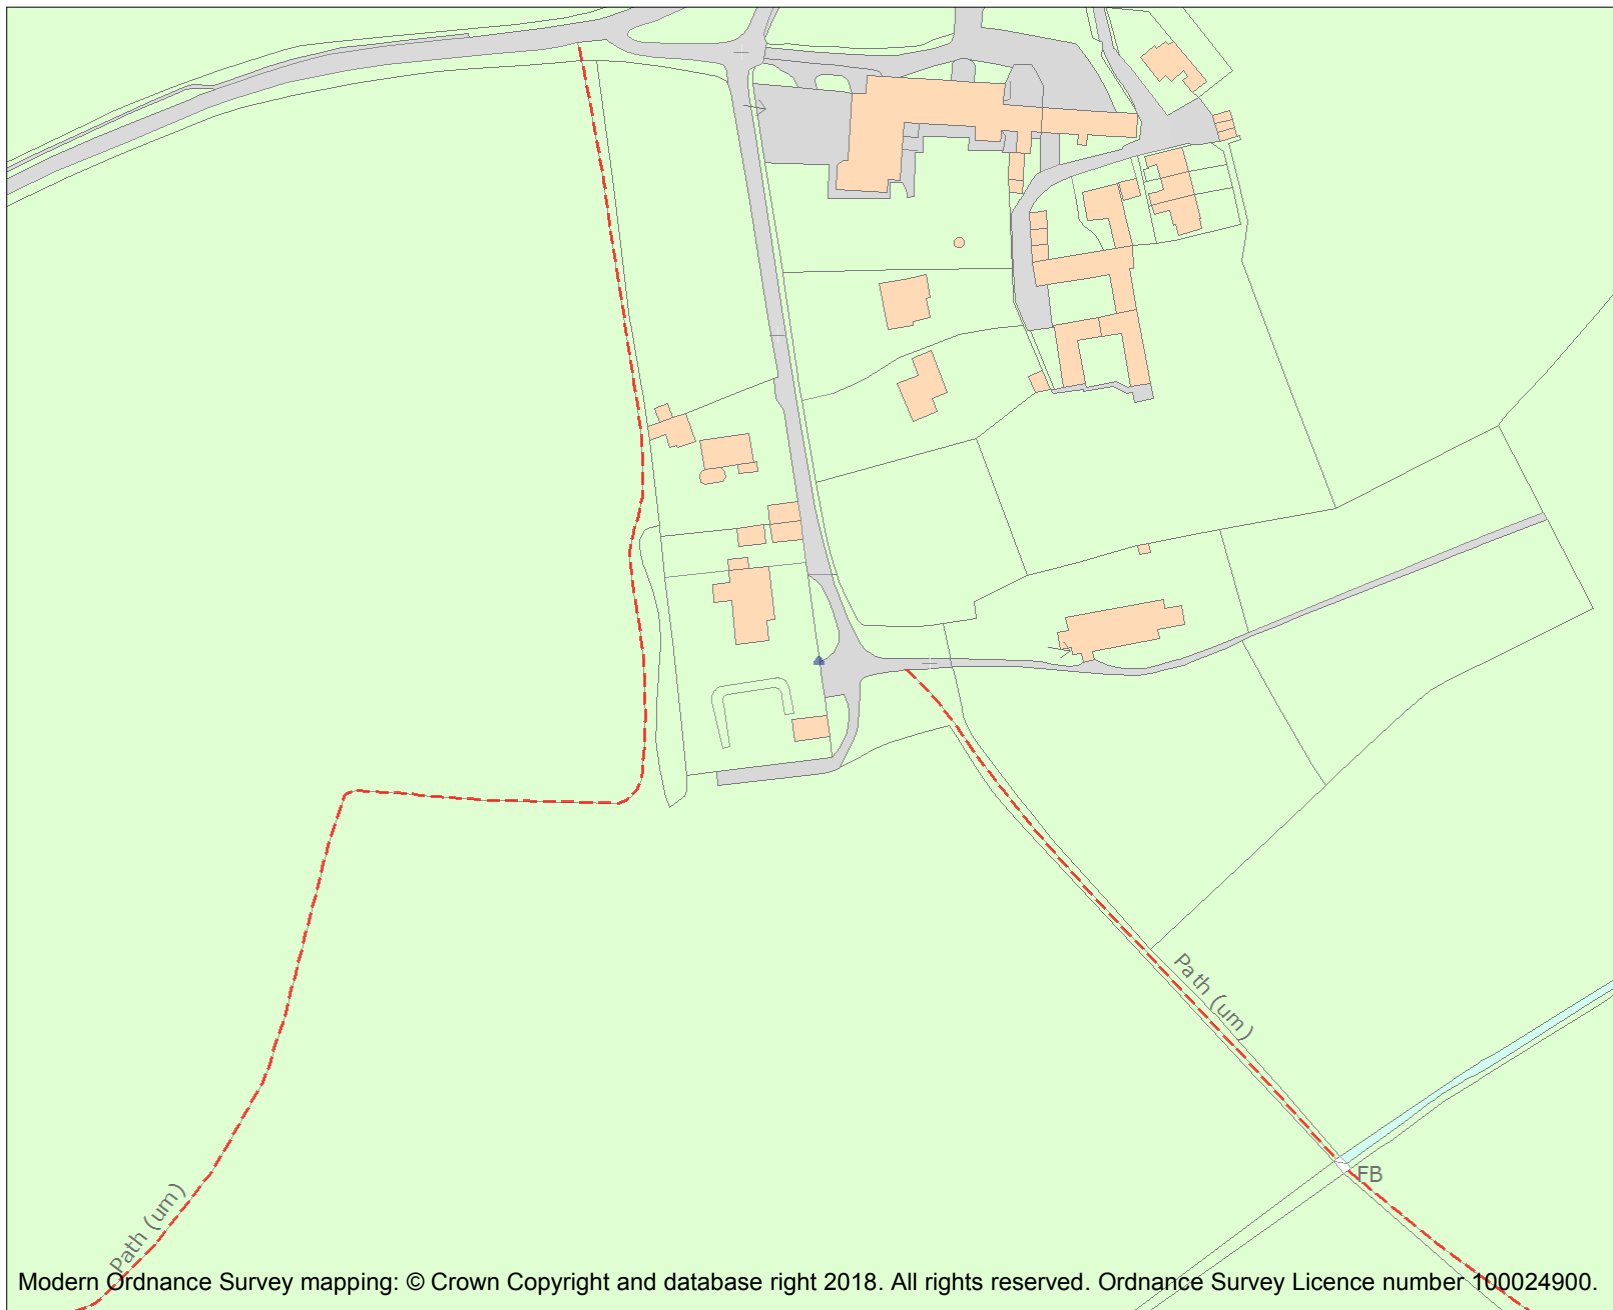 Path (um)
FB
Path (um)
Modern Ordnance Survey mapping: © Crown Copyright and database right 2018. All rights reserved. Ordnance Survey Licence number 100024900.